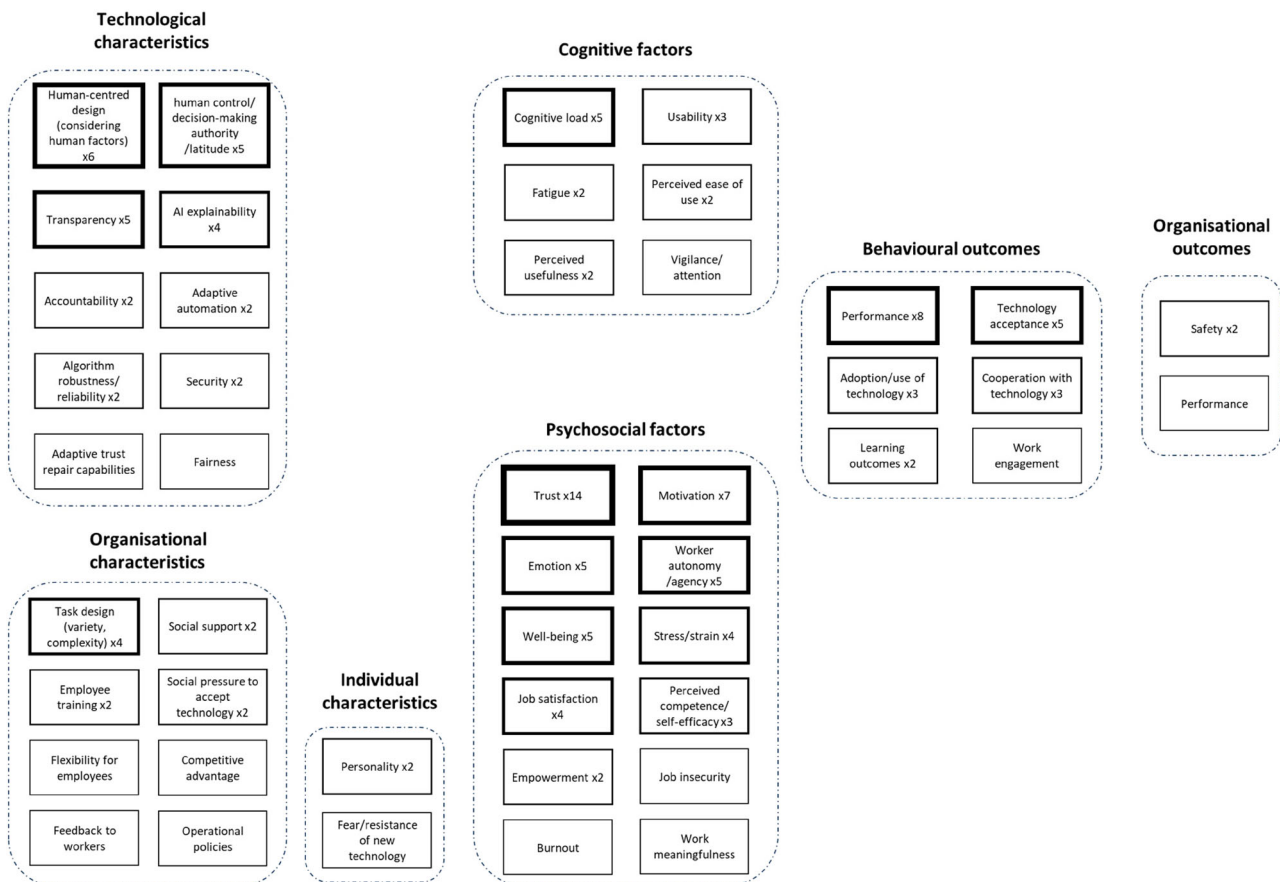 Technological
characteristics
Human-centred
design
(considering
human factors)
x6
human control/
decision-making
authority
/latitude x5
Transparency x5
AI explainability
x4
Accountability x2
Adaptive
automation x2
Algorithm
robustness/
reliability x2
Security x2
Adaptive trust
repair capabilities
Fairness
Organisational
characteristics
Task design
(variety,
complexity) x4
Social support x2
Employee
training x2
Social pressure to
accept
technology x2
Flexibility for
employees
Competitive
advantage
Feedback to
workers
Operational
policies
Individual
characteristics
Personality x2
Fear/resistance
of new
technology
Cognitive factors
Cognitive load x5
Usability x3
Fatigue x2
Perceived ease of
use x2
Perceived
usefulness x2
Vigilance/
attention
Psychosocial factors
Trust x14
Motivation x7
Emotion x5
Worker
autonomy
/agency x5
Well-being x5
Stress/strain x4
Job satisfaction
x4
Perceived
competence/
self-efficacy x3
Empowerment x2
Job insecurity
Burnout
Work
meaningfulness
Behavioural outcomes
Performance x8
Technology
acceptance x5
Adoption/use of
technology x3
Cooperation with
technology x3
Learning
outcomes x2
Work
engagement
Organisational
outcomes
Safety x2
Performance